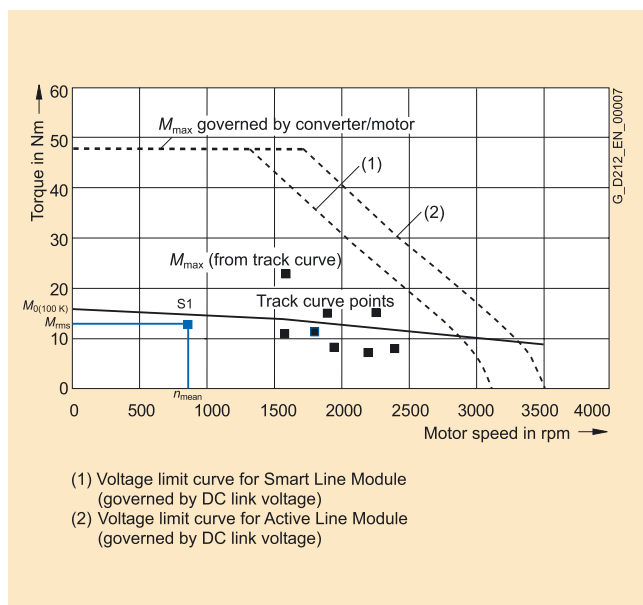 Torque in Nm
60
50
40
30
20
10
0
M0(100 K)
Mrms
Mmax governed by converter/motor
(1)
(2)
Mmax (from track curve)
S1
Track curve points
nmean
0 500 1000 1500 2000 2500 3000 3500 4000
Motor speed in rpm
G_D212_EN_00007
(1) Voltage limit curve for Smart Line Module
(governed by DC link voltage)
(2) Voltage limit curve for Active Line Module
(governed by DC link voltage)